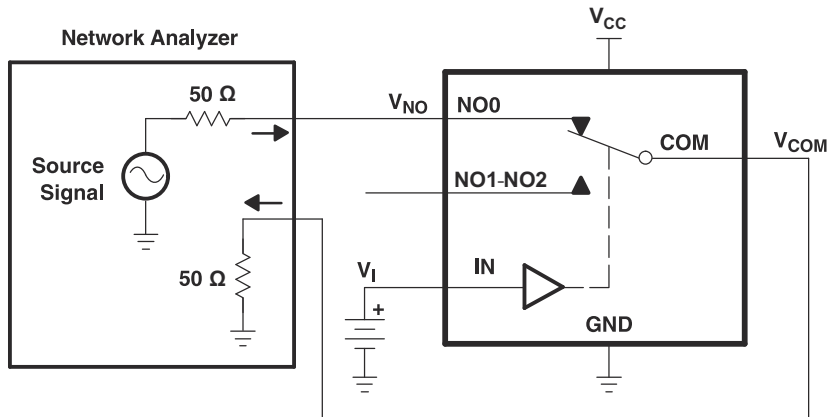 V_CC
Network Analyzer
50 Ω
V_NO
NO0
COM
V_COM
Source
Signal
NO1-NO2
50 Ω
V_I
IN
+
GND